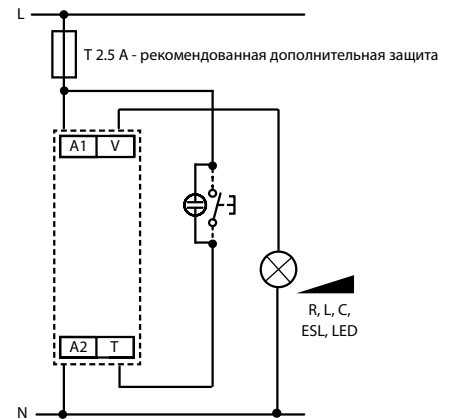 L
T 2.5 A - рекомендованная дополнительная защита
A1 V
R, L, C,
ESL, LED
A2 T
N